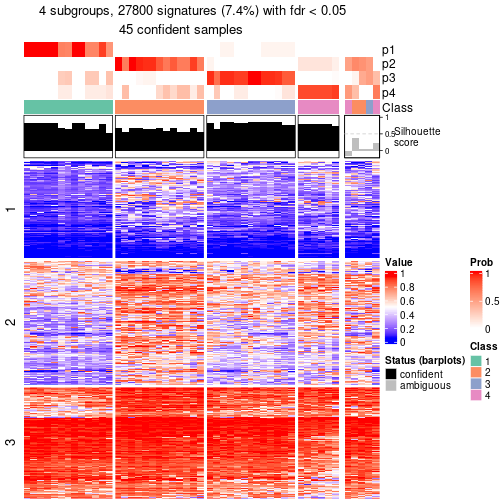 4 subgroups, 27800 signatures (7.4%) with fdr < 0.05
45 confident samples
p1
p2
p3
p4
Class
1
0.5
0
Silhouette
score
1
2
3
Value
1
0.8
0.6
0.4
0.2
0
Prob
1
0.5
0
Status (barplots)
confident
ambiguous
Class
1
2
3
4